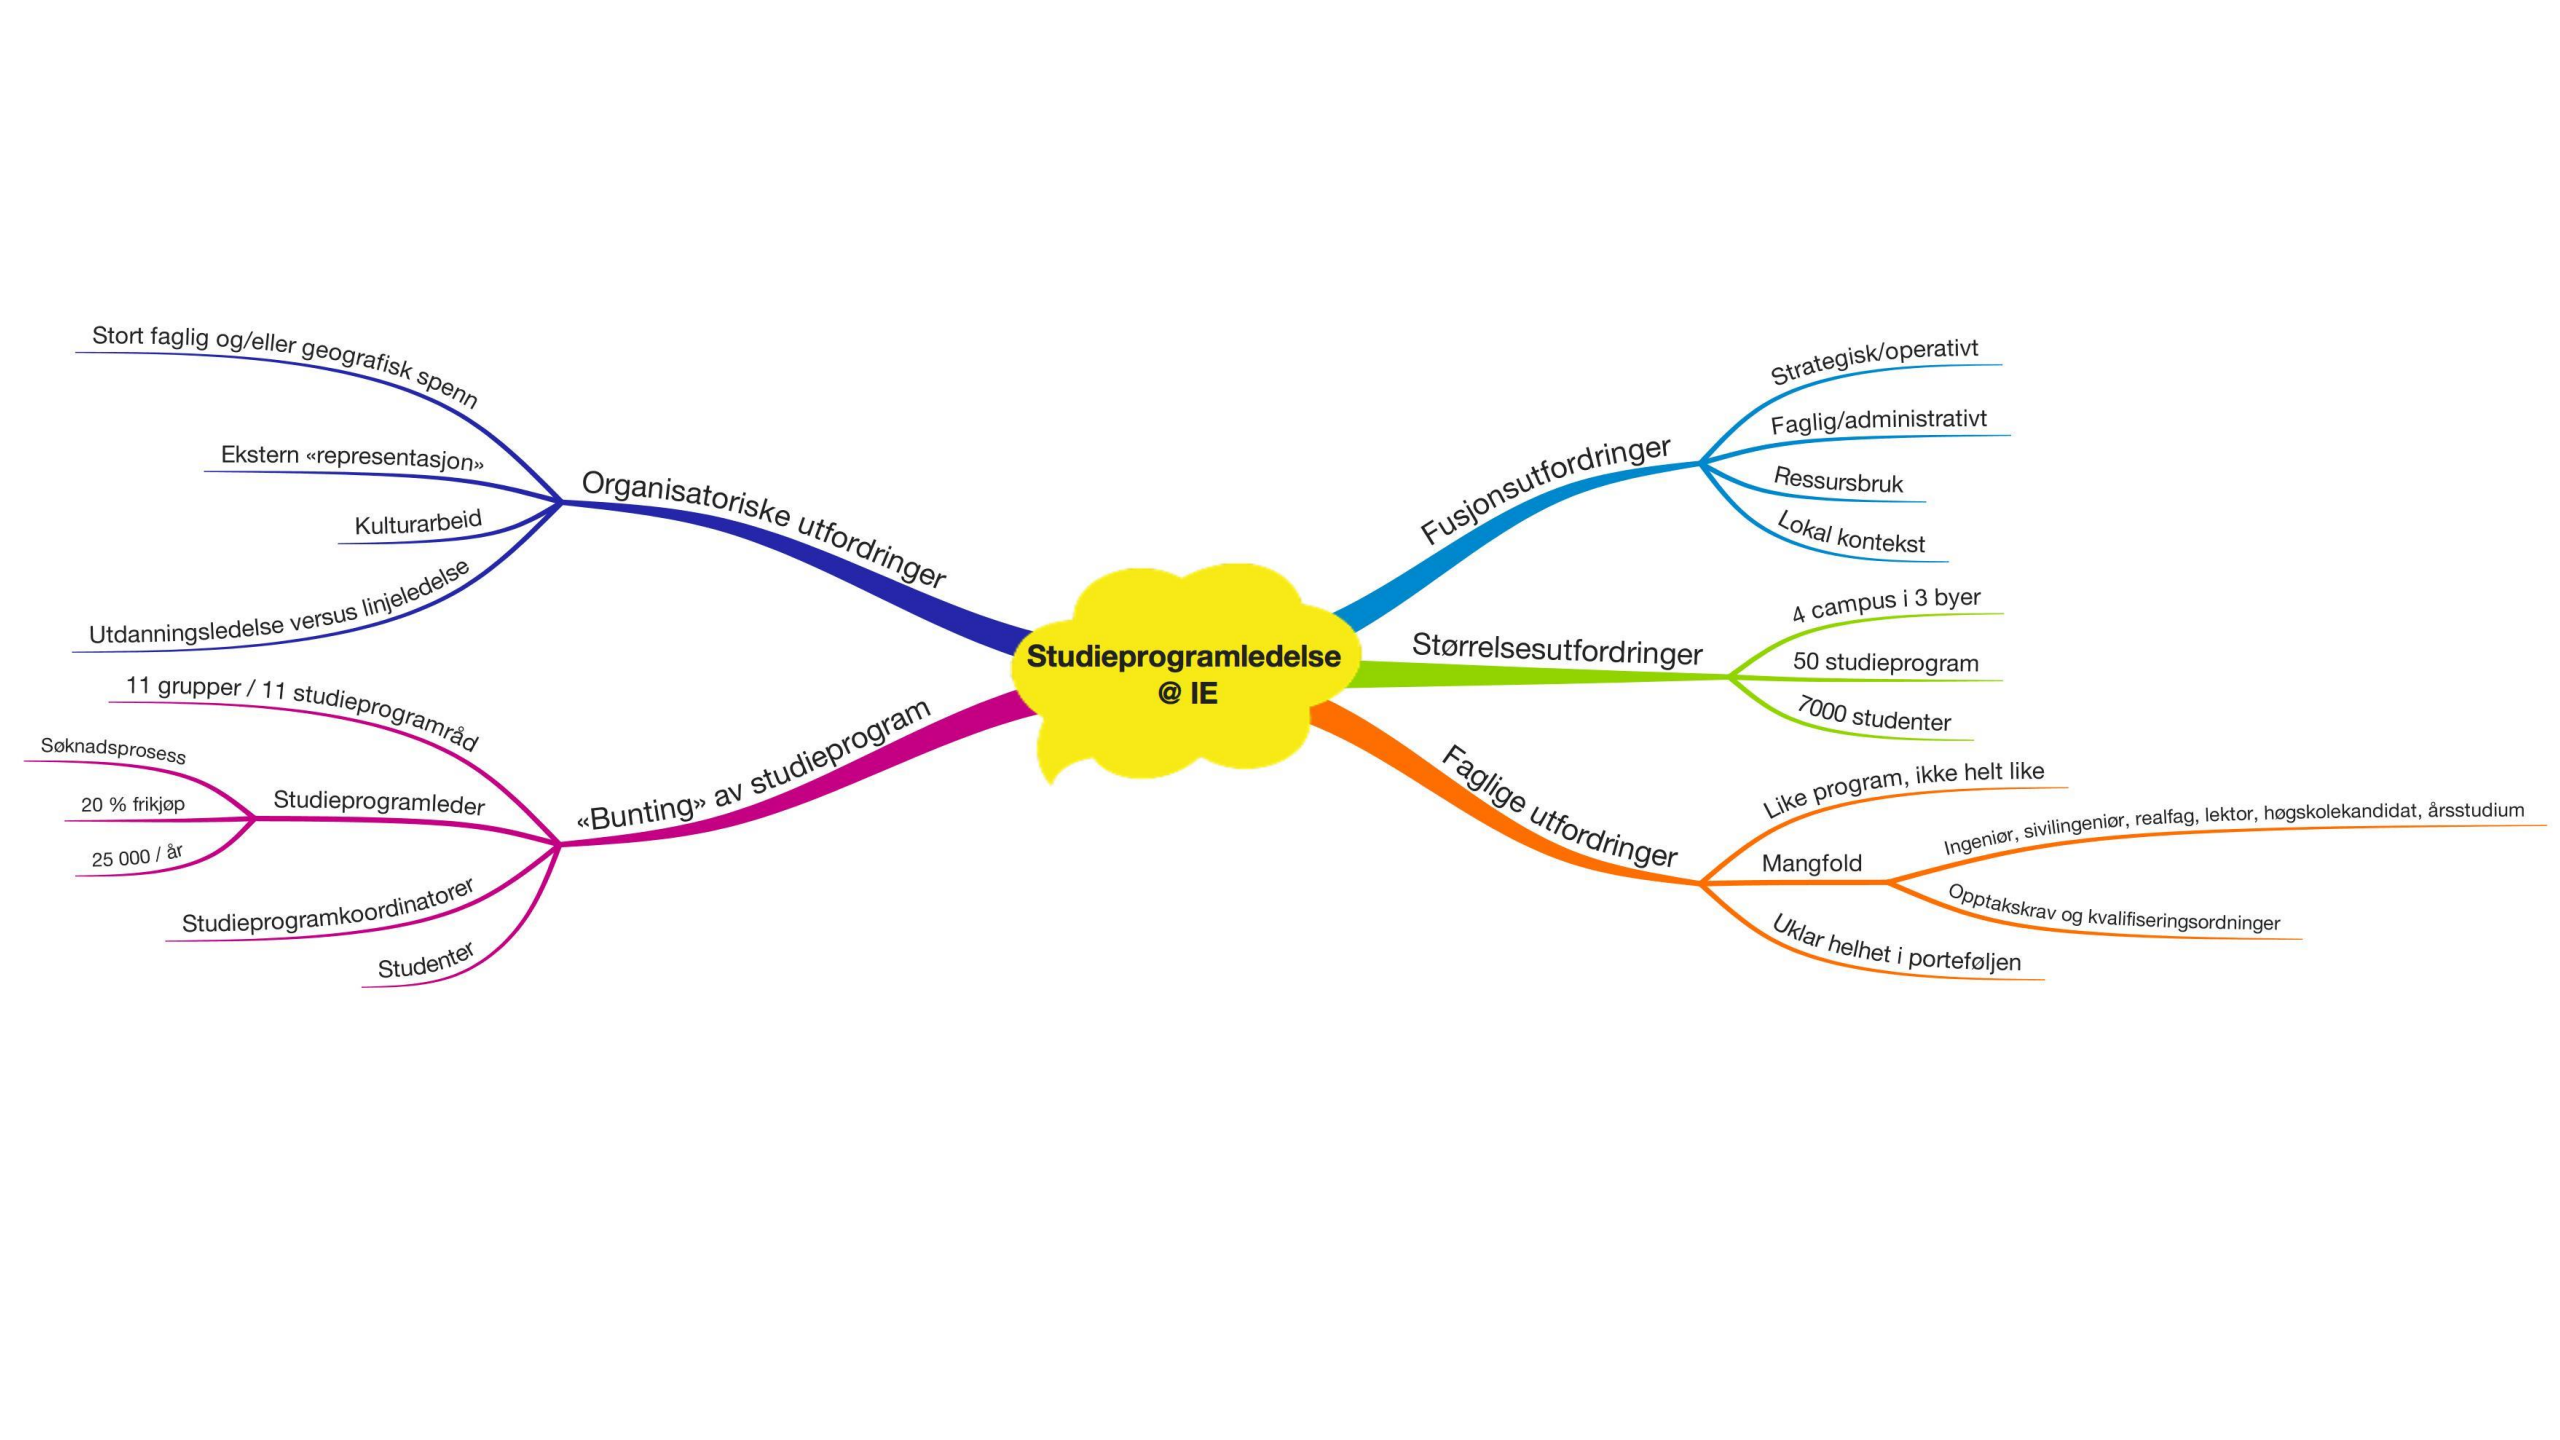 Studieprogramledelse
@ IE
Organisatoriske utfordringer
Stort faglig og/eller geografisk spenn
Ekstern «representasjon»
Kulturarbeid
Utdanningsledelse versus linjeledelse
«Bunting» av studieprogram
11 grupper / 11 studieprogramråd
Studieprogramleder
Søknadsprosess
20 % frikjøp
25 000 / år
Studieprogramkoordinatorer
Studenter
Fusjonsutfordringer
Strategisk/operativt
Faglig/administrativt
Ressursbruk
Lokal kontekst
Størrelsesutfordringer
4 campus i 3 byer
50 studieprogram
7000 studenter
Faglige utfordringer
Like program, ikke helt like
Mangfold
Ingeniør, sivilingeniør, realfag, lektor, høgskolekandidat, årsstudium
Opptakskrav og kvalifiseringsordninger
Uklar helhet i porteføljen